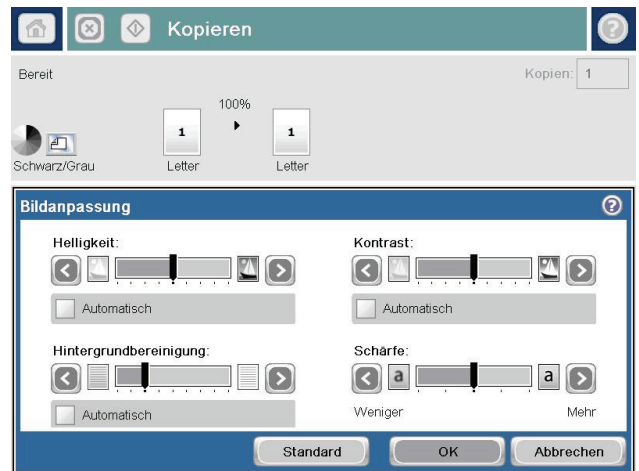 Kopieren
Bereit
Kopien: 1
100%
1
1
Schwarz/Grau
Letter
Letter
Bildanpassung
Helligkeit:
Kontrast:
Automatisch
Automatisch
Hintergrundbereinigung:
Schärfe:
a
a
Automatisch
Weniger
Mehr
Standard
OK
Abbrechen